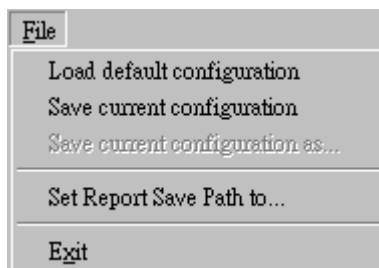 File
Load default configuration
Save current configuration
Save current configuration as...
Set Report Save Path to...
Exit